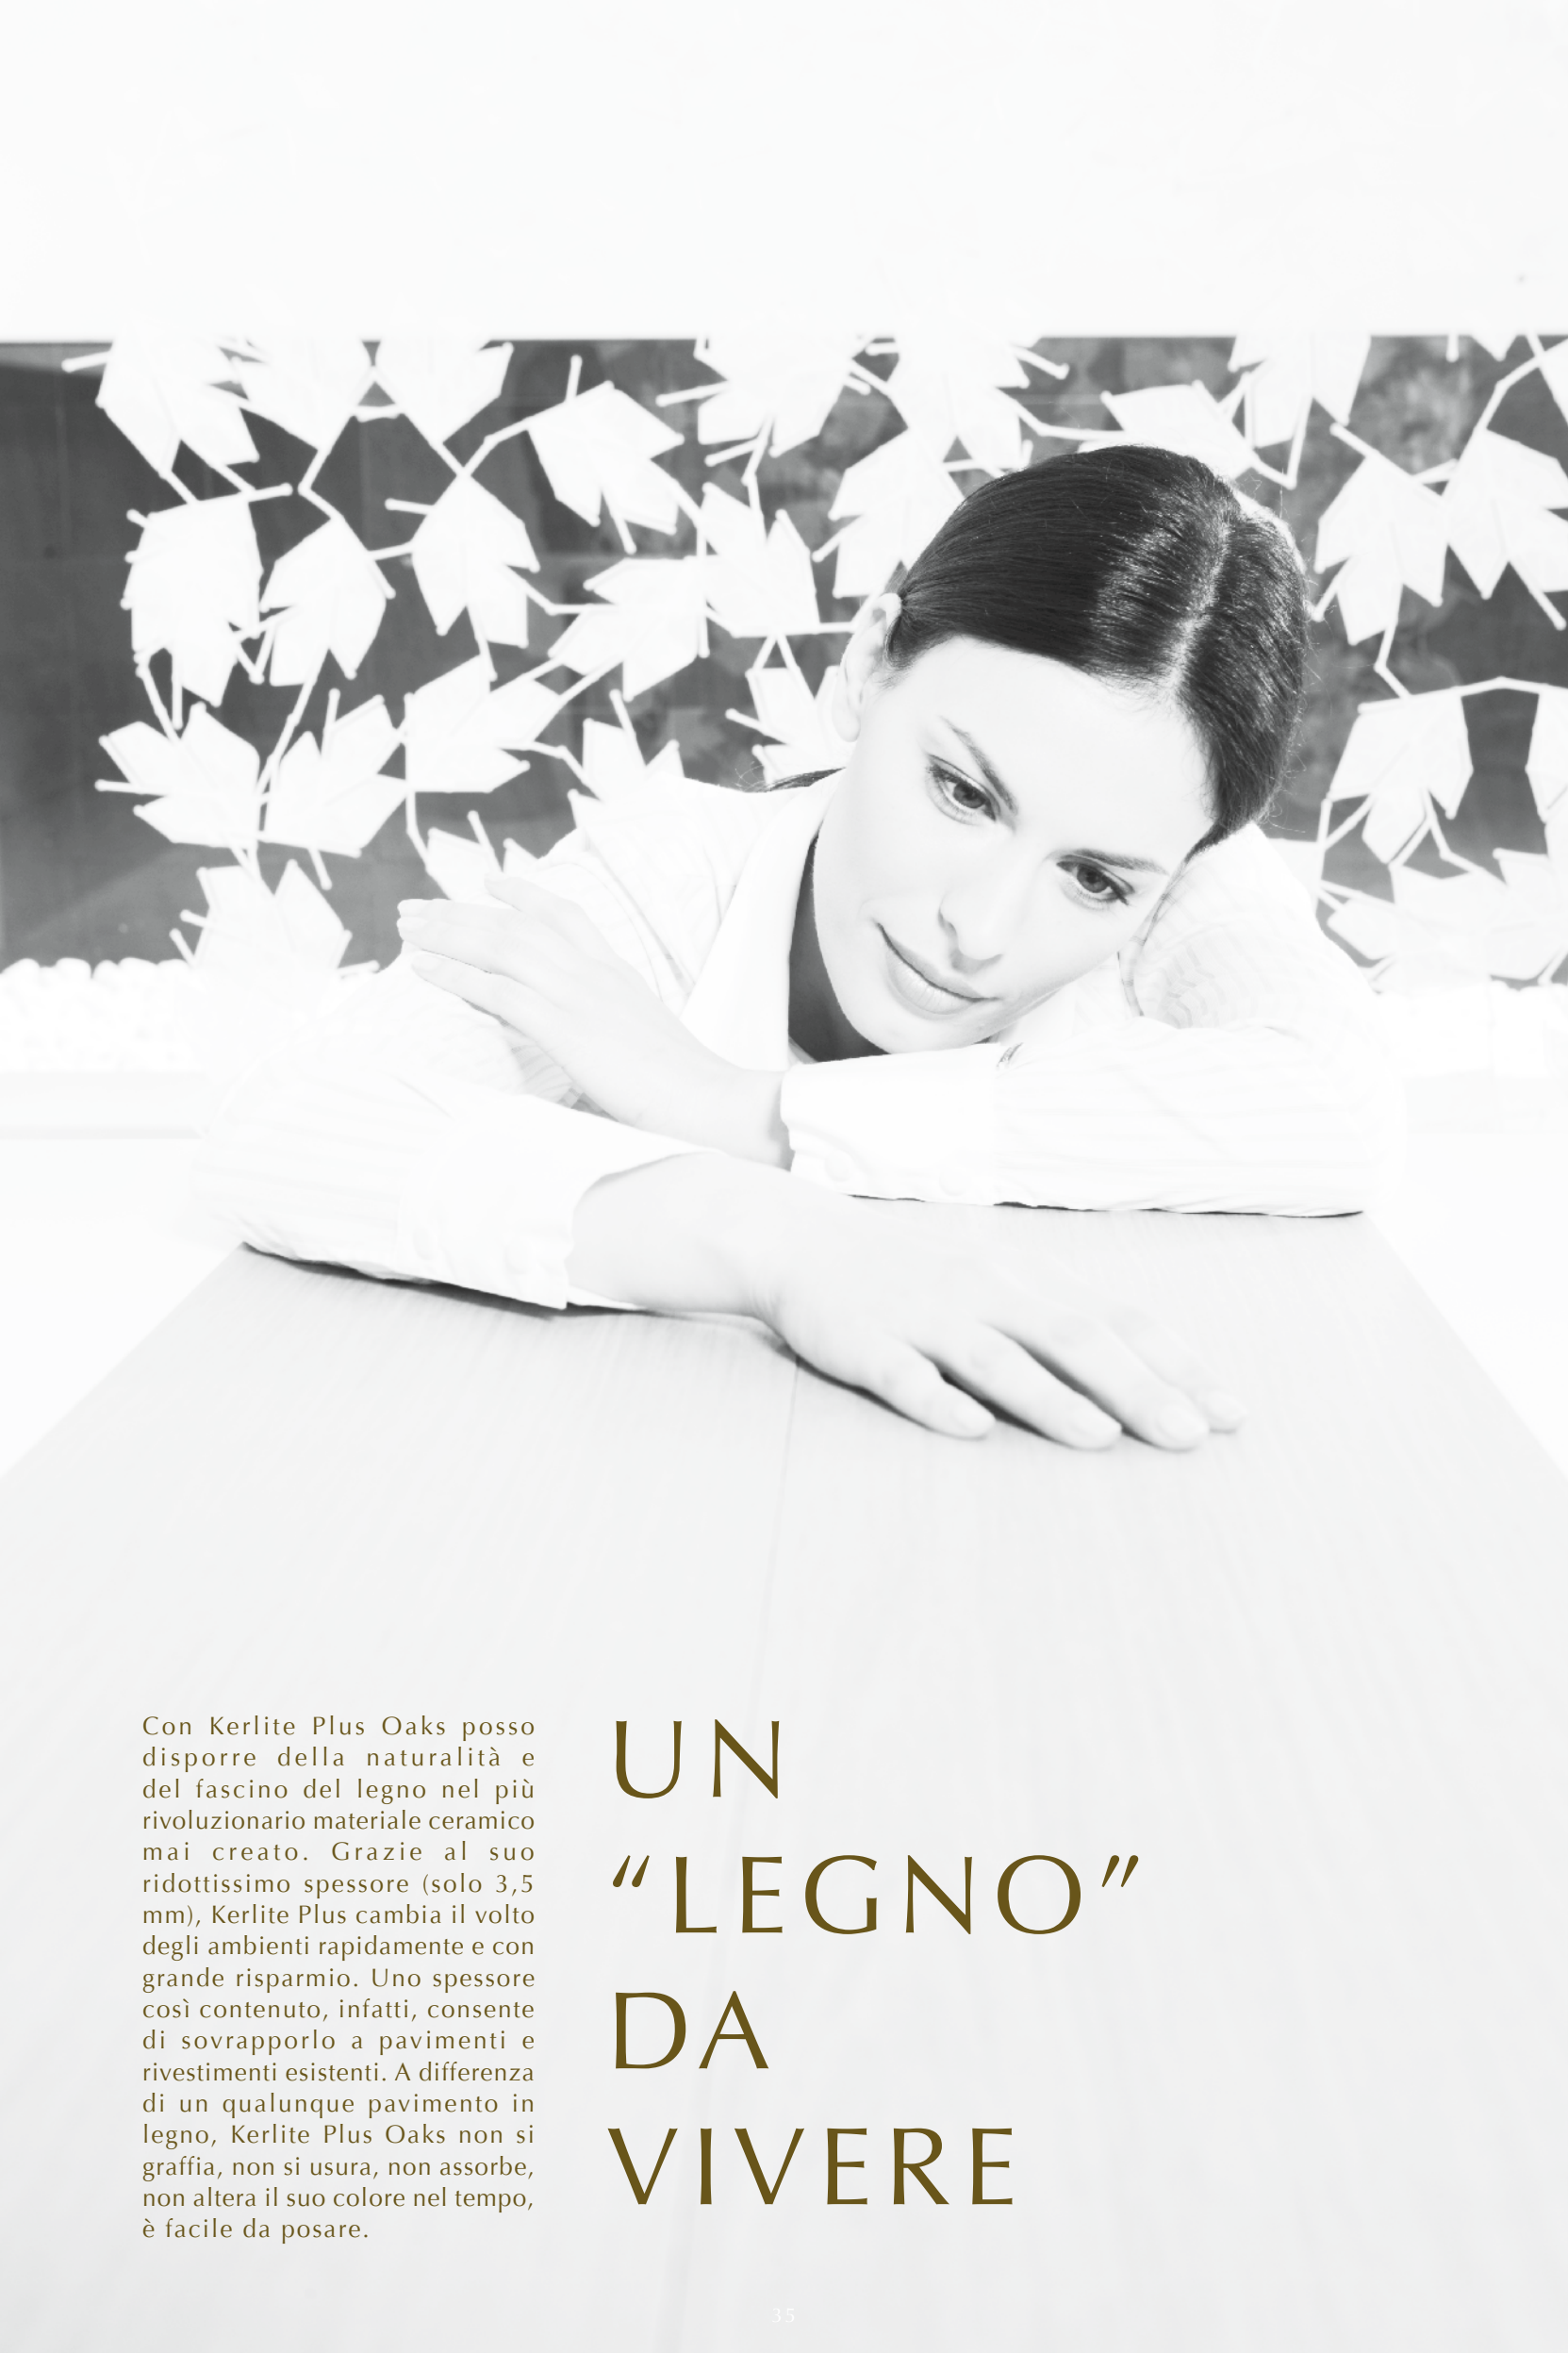 Con Kerlite Plus Oaks posso
disporre della naturalità e
del fascino del legno nel più
rivoluzionario materiale ceramico
mai creato. Grazie al suo
ridottissimo spessore (solo 3,5
mm), Kerlite Plus cambia il volto
degli ambienti rapidamente e con
grande risparmio. Uno spessore
così contenuto, infatti, consente
di sovrapporlo a pavimenti e
rivestimenti esistenti. A differenza
di un qualunque pavimento in
legno, Kerlite Plus Oaks non si
graffia, non si usura, non assorbe,
non altera il suo colore nel tempo,
è facile da posare.
UN
“LEGNO”
DA
VIVERE
35